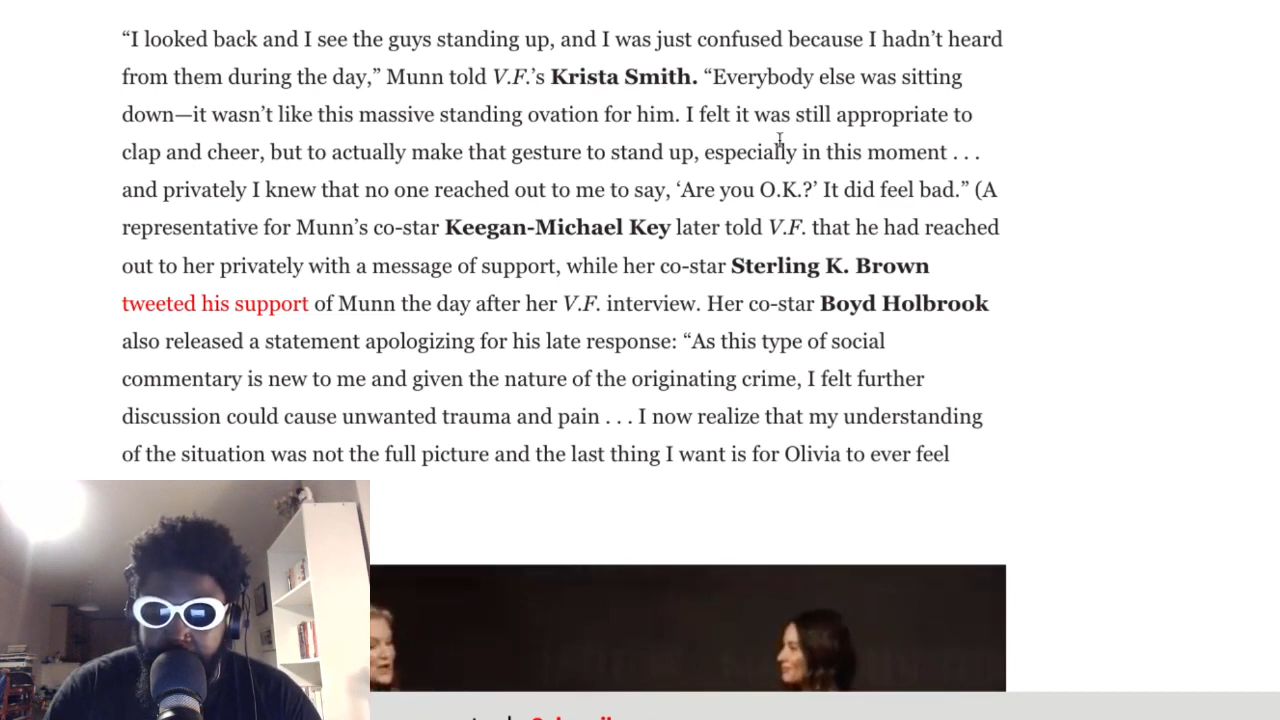 “I looked back and I see the guys standing up, and I was just confused because I hadn’t heard
from them during the day,” Munn told V.F.’s Krista Smith. “Everybody else was sitting
down—it wasn’t like this massive standing ovation for him. I felt it was still appropriate to
clap and cheer, but to actually make that gesture to stand up, especially in this moment . . .
and privately I knew that no one reached out to me to say, ‘Are you O.K.?’ It did feel bad.” (A
representative for Munn’s co-star Keegan-Michael Key later told V.F. that he had reached
out to her privately with a message of support, while her co-star Sterling K. Brown
tweeted his support of Munn the day after her V.F. interview. Her co-star Boyd Holbrook
also released a statement apologizing for his late response: “As this type of social
commentary is new to me and given the nature of the originating crime, I felt further
discussion could cause unwanted trauma and pain . . . I now realize that my understanding
of the situation was not the full picture and the last thing I want is for Olivia to ever feel